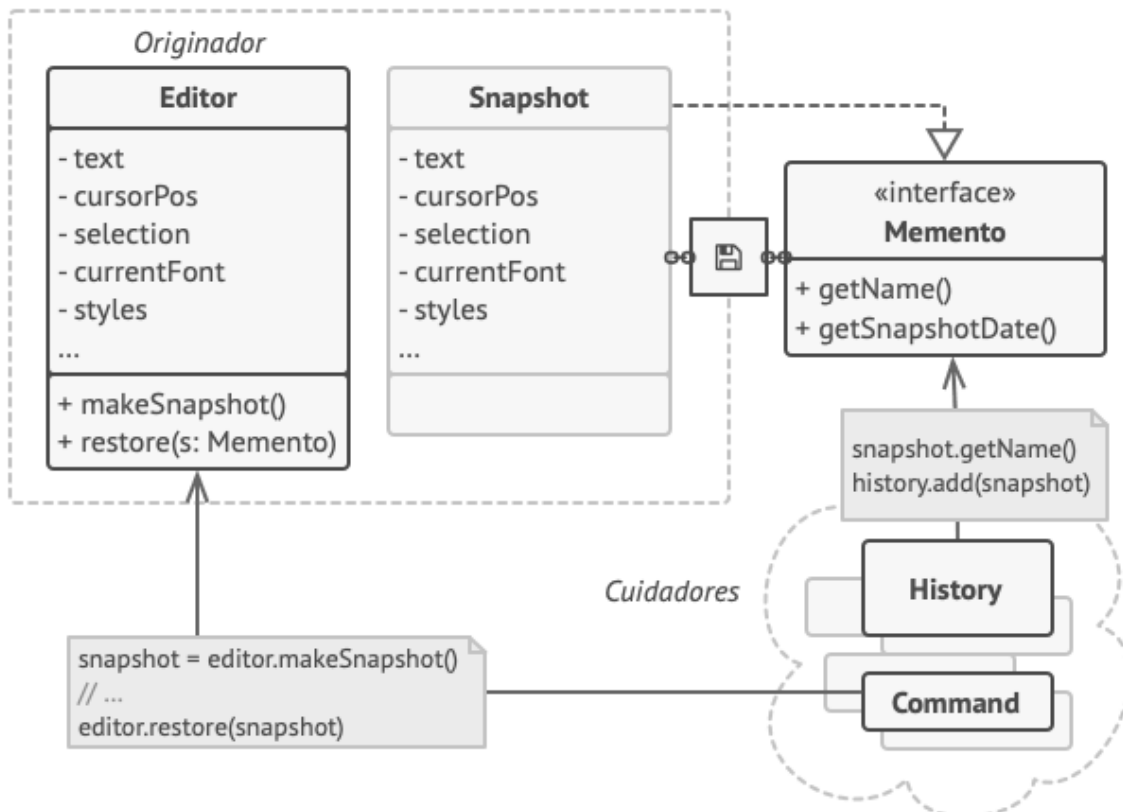 Originador
Editor
- text
- cursorPos
- selection
- currentFont
- styles
...
+ makeSnapshot()
+ restore(s: Memento)
Snapshot
- text
- cursorPos
- selection
- currentFont
- styles
...
«interface»
Memento
+ getName()
+ getSnapshotDate()
snapshot.getName()
history.add(snapshot)
Cuidadores
History
Command
snapshot = editor.makeSnapshot()
// ...
editor.restore(snapshot)